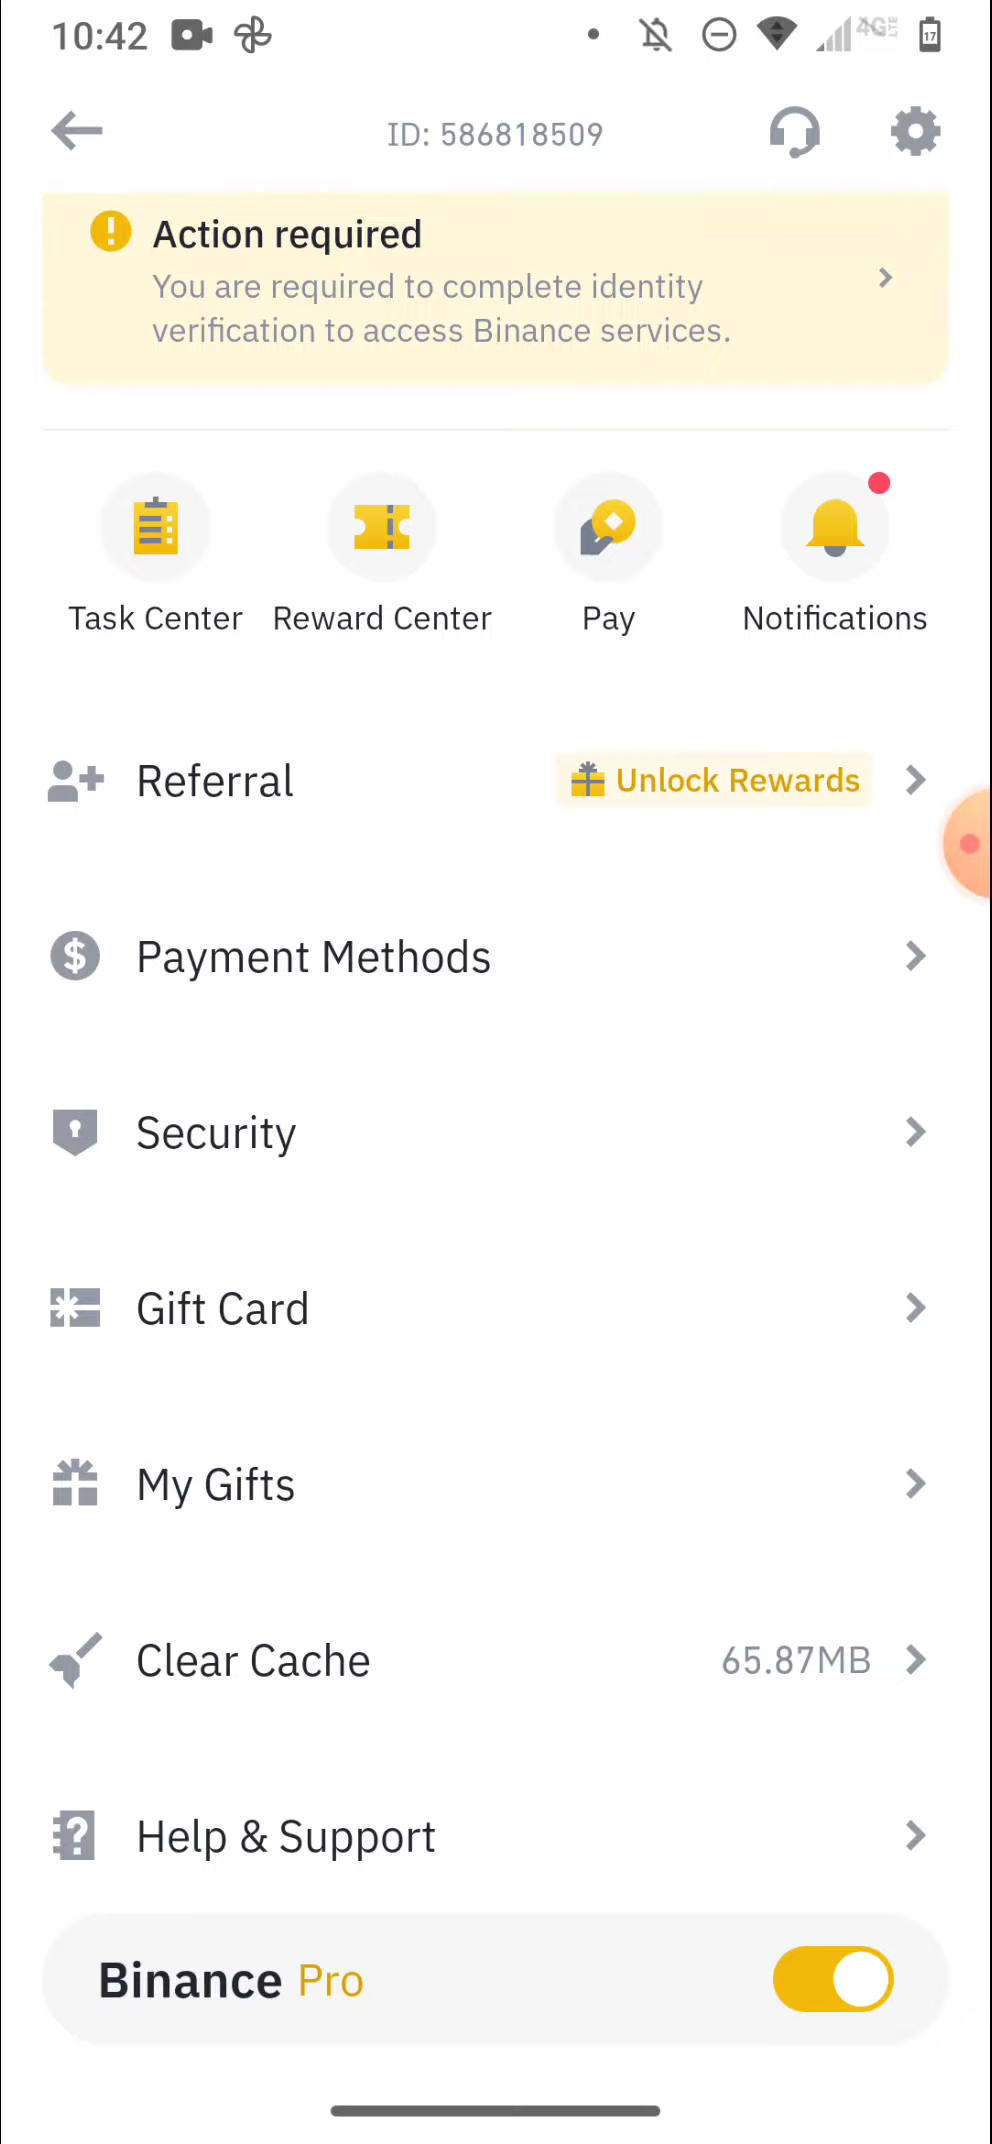 10:42
4G
17
ID: 586818509
Action required
You are required to complete identity
verification to access Binance services.
Task Center
Reward Center
Pay
Notifications
Referral
Unlock Rewards
Payment Methods
Security
Gift Card
My Gifts
Clear Cache
65.87MB
Help & Support
Binance Pro